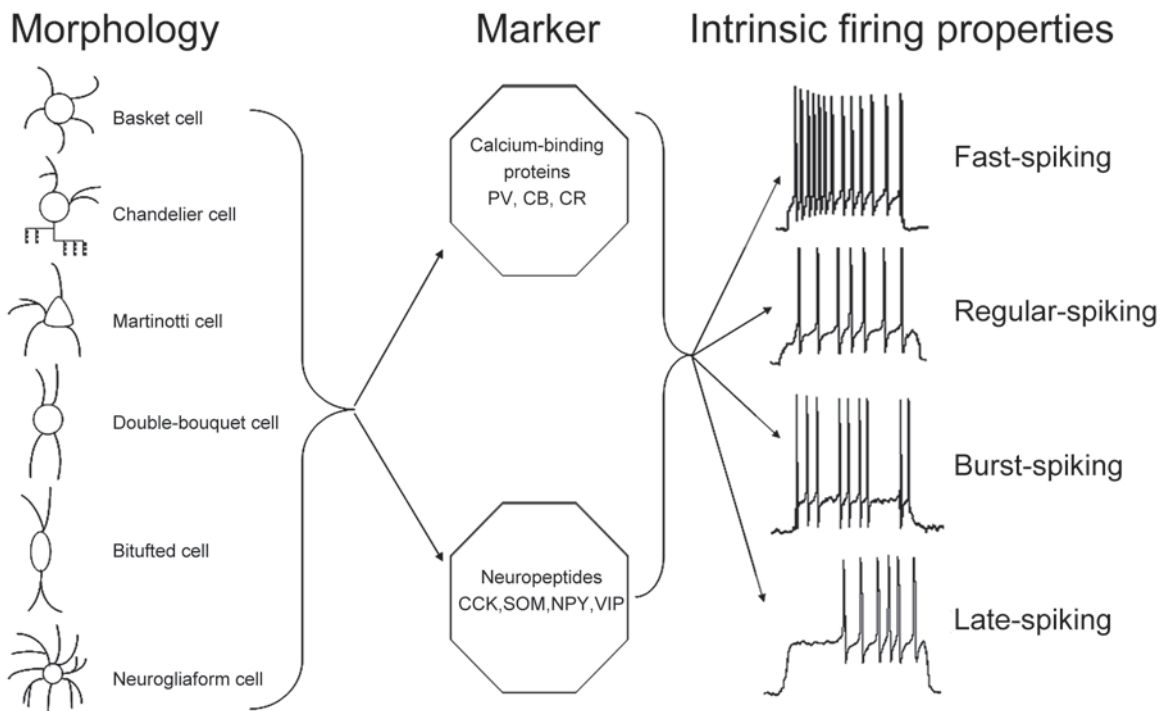 Morphology
Basket cell
Chandelier cell
Martinotti cell
Double-bouquet cell
Bitufted cell
Neurogliaform cell
Marker
Calcium-binding
proteins
PV, CB, CR
Neuropeptides
CCK,SOM,NPY,VIP
Intrinsic firing properties
Fast-spiking
Regular-spiking
Burst-spiking
Late-spiking